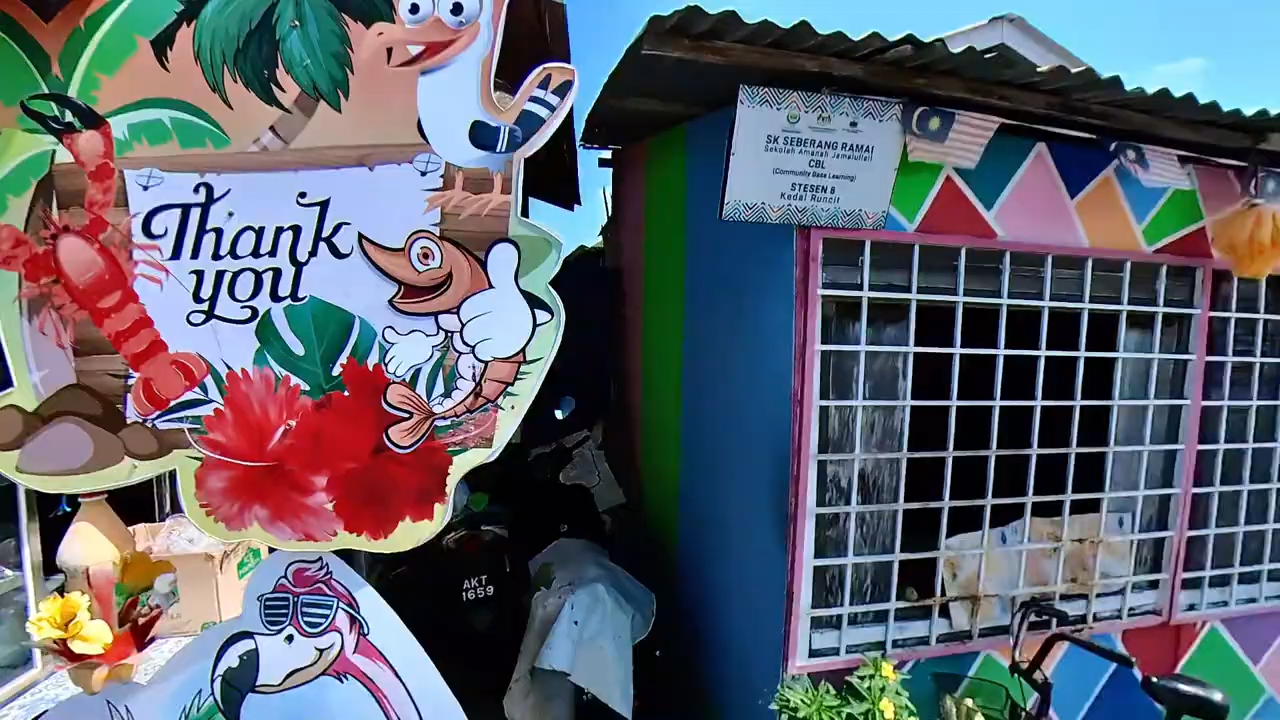 Thank
you
SK SEBERANG RAMAI
Sekolah Amanah Jamalullail
CBL
(Community Base Learning)
STESEN 8
Kedai Runcit
AKT
1659